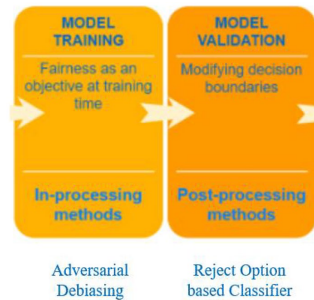 MODEL
TRAINING
Fairness as an
objective at training
time
In-processing
methods
MODEL
VALIDATION
Modifying decision
boundaries
Post-processing
methods
Adversarial
Debiasing
Reject Option
based Classifier